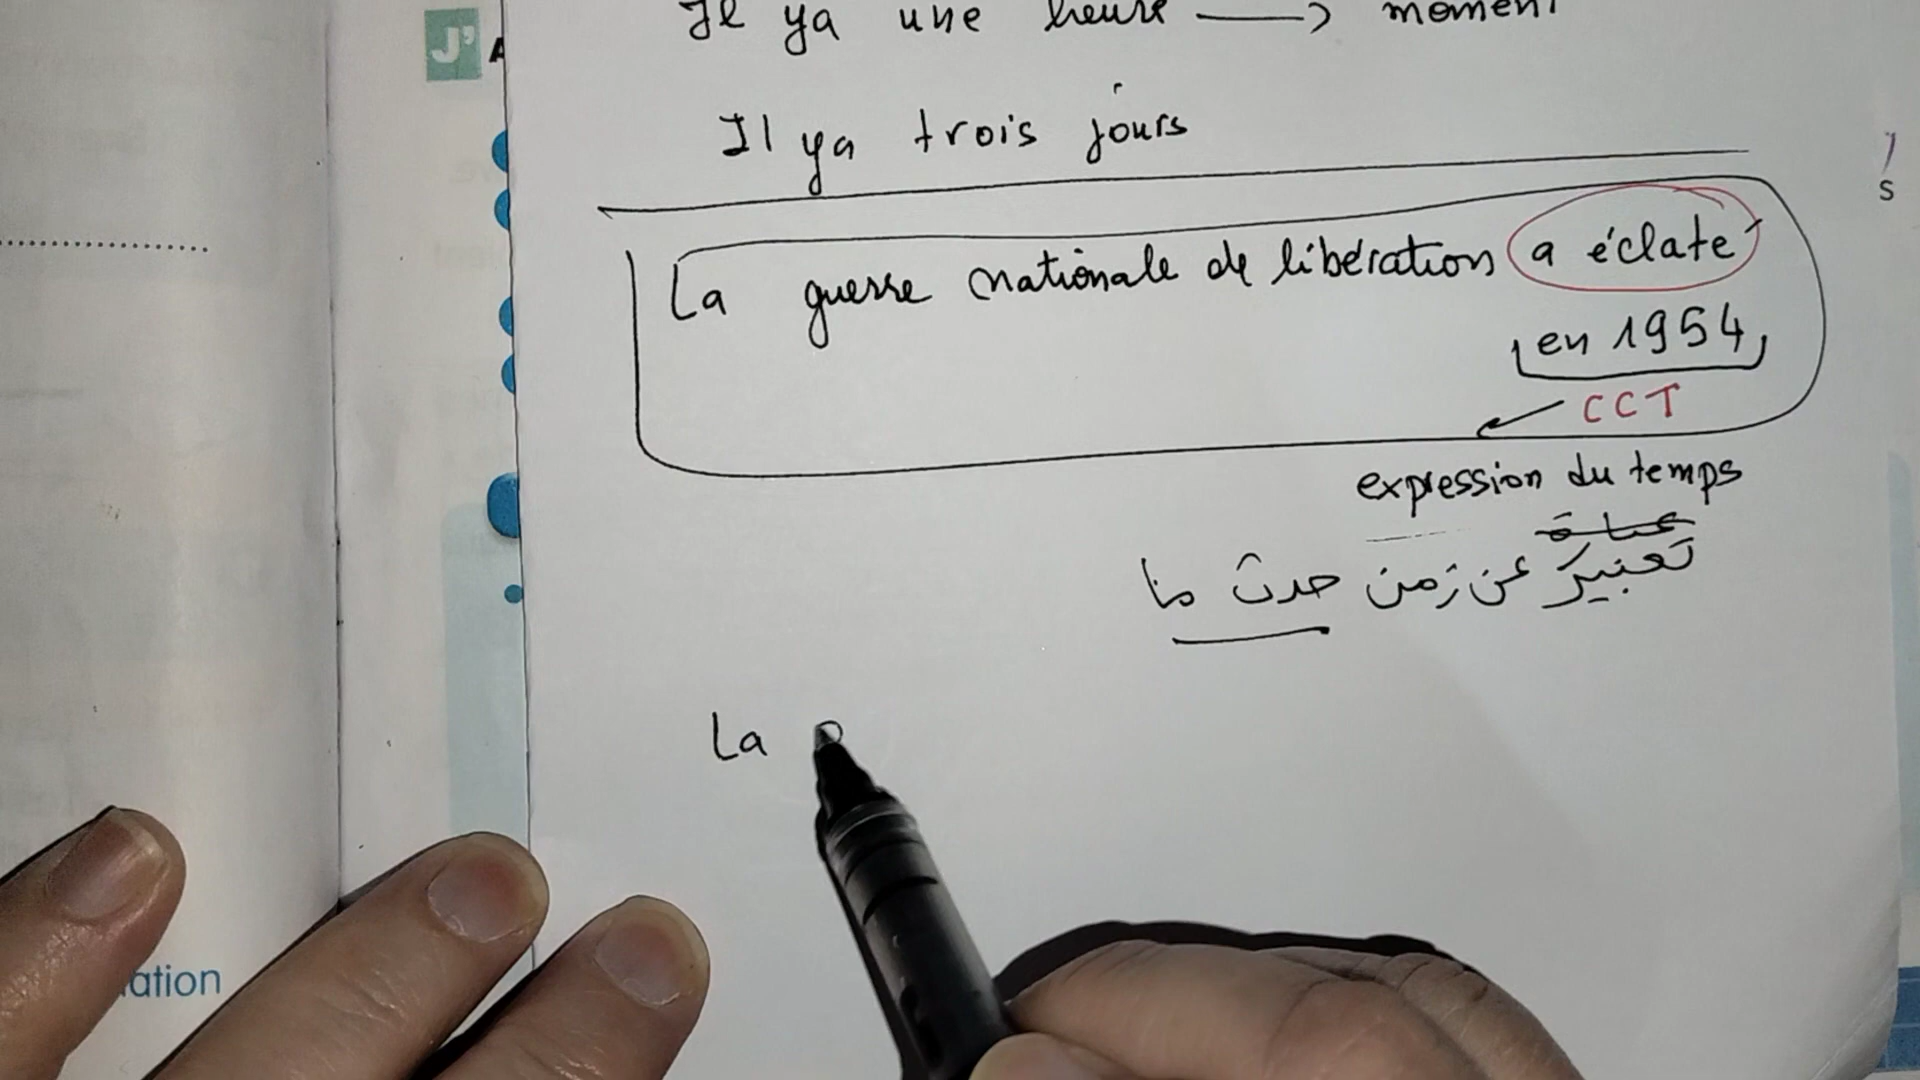 J' A
Il ya une heure → moment
Il ya trois jours
s
La guerre nationale de libération a éclaté
en 1954
CCT
expression du temps
تعبير عن زمن حدث ما
La
ation